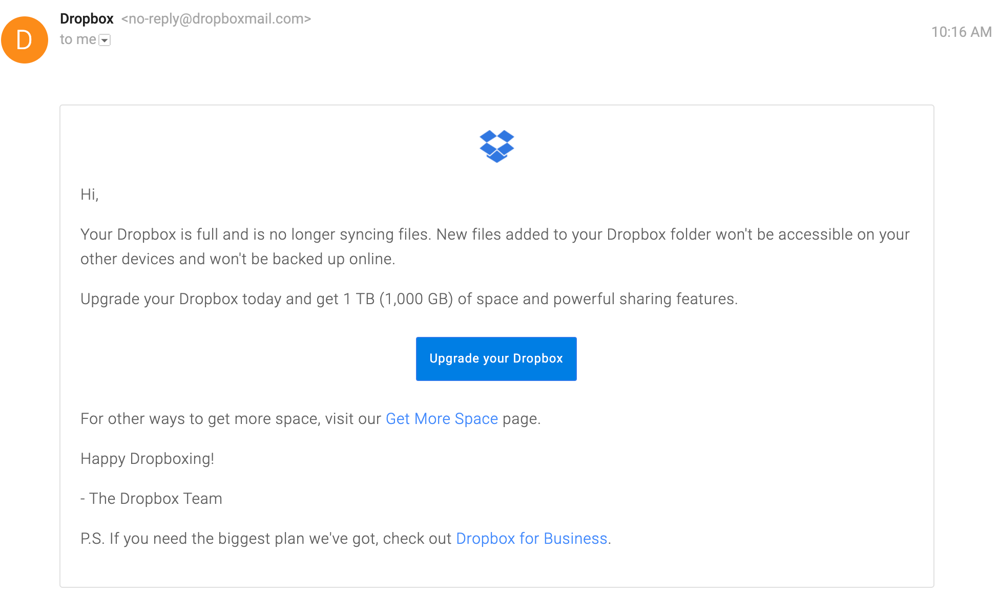 Dropbox <no-reply@dropboxmail.com>
to me
10:16 AM
D
Hi,
Your Dropbox is full and is no longer syncing files. New files added to your Dropbox folder won't be accessible on your
other devices and won't be backed up online.
Upgrade your Dropbox today and get 1 TB (1,000 GB) of space and powerful sharing features.
Upgrade your Dropbox
For other ways to get more space, visit our Get More Space page.
Happy Dropboxing!
- The Dropbox Team
P.S. If you need the biggest plan we've got, check out Dropbox for Business.